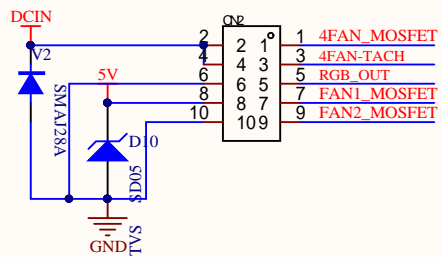 DCIN
CN2
2 2 1 1 4FAN_MOSFET
4 4 3 3 4FAN-TACH
6 6 5 5 RGB_OUT
8 8 7 7 FAN1_MOSFET
10 10 9 9 FAN2_MOSFET
V2
SMAJ28A
5V
D10
SD05
TVS
GND